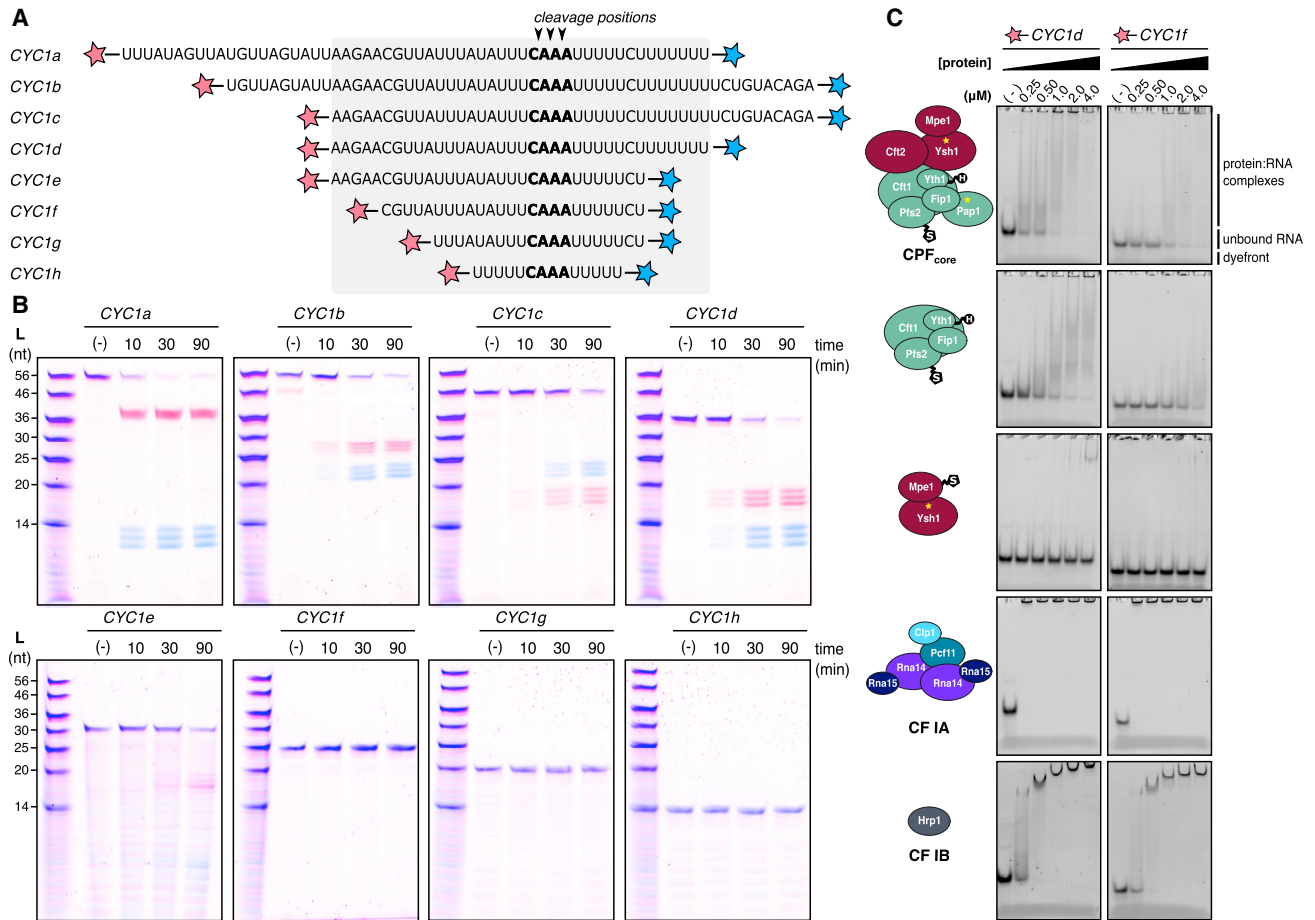 A
cleavage positions
CYC1a UUUAUAGUUAUGUUAGUAUUAAGAACGUUAUUUAUAUUUCAAAUUUUUCUUUUUUU
CYC1b UGUUAGUAUUAAGAACGUUAUUUAUAUUUCAAAUUUUUCUUUUUUUUCUGUACAGA
CYC1c AAGAACGUUAUUUAUAUUUCAAAUUUUUCUUUUUUUUCUGUACAGA
CYC1d AAGAACGUUAUUUAUAUUUCAAAUUUUUCUUUUUUU
CYC1e AAGAACGUUAUUUAUAUUUCAAAUUUUUCU
CYC1f CGUUAUUUAUAUUUCAAAUUUUUCU
CYC1g UUUAUAUUUCAAAUUUUUCU
CYC1h UUUUUCAAAUUUUU
B
CYC1a CYC1b CYC1c CYC1d
L (-) 10 30 90 (-) 10 30 90 (-) 10 30 90 (-) 10 30 90 time
(nt) (min)
56
46
36
30
25
20
14
CYC1e CYC1f CYC1g CYC1h
L (-) 10 30 90 (-) 10 30 90 (-) 10 30 90 (-) 10 30 90 time
(nt) (min)
56
46
36
30
25
20
14
C
CYC1d CYC1f
[protein]
(µM) (-) 0.25 0.50 1.0 2.0 4.0 (-) 0.25 0.50 1.0 2.0 4.0
Mpe1
Cft2 Ysh1
Cft1 Yth1 H
Fip1
Pfs2 Pap1
S
CPFcore
protein:RNA
complexes
unbound RNA
dyefront
Cft1 Yth1 H
Fip1
Pfs2
S
Mpe1 S
Ysh1
Clp1
Pcf11
Rna14
Rna15 Rna14 Rna15
CF IA
Hrp1
CF IB